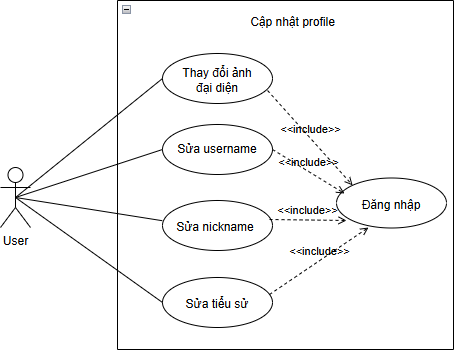 Cập nhật profile
Thay đổi ảnh
đại diện
<<include>>
Sửa username
<<include>>
Đăng nhập
Sửa nickname
<<include>>
User
<<include>>
Sửa tiểu sử